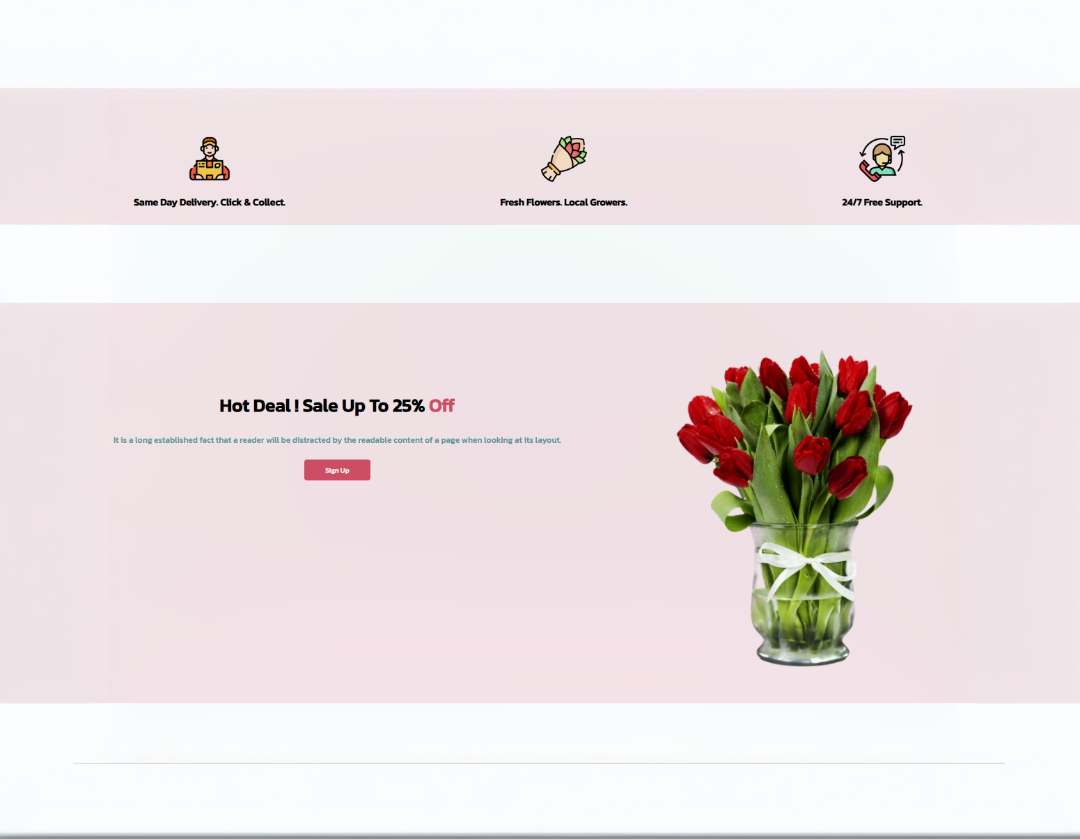 Same Day Delivery. Click & Collect.
Fresh Flowers. Local Growers.
24/7 Free Support.
Hot Deal ! Sale Up To 25% Off
It is a long established fact that a reader will be distracted by the readable content of a page when looking at its layout.
Sign Up